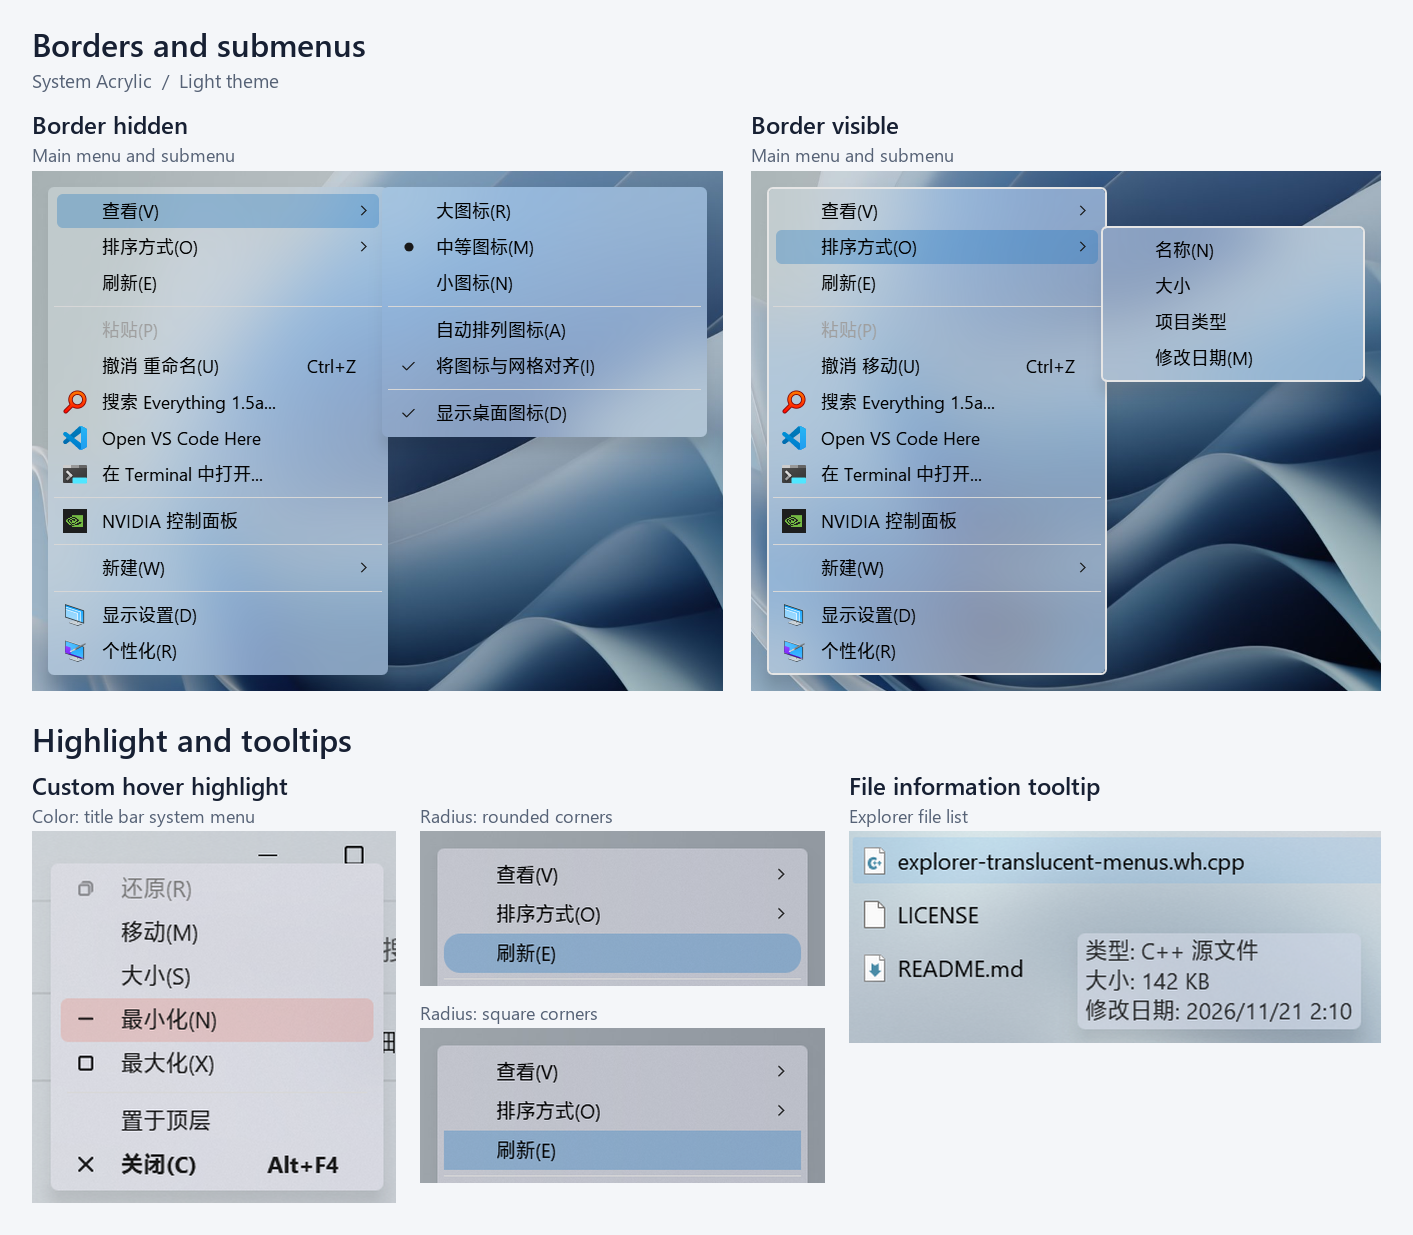 Borders and submenus
System Acrylic / Light theme
Border hidden
Main menu and submenu
查看(V)
排序方式(O)
刷新(E)
粘贴(P)
撤消 重命名(U) Ctrl+Z
搜索 Everything 1.5a...
Open VS Code Here
在 Terminal 中打开...
NVIDIA 控制面板
新建(W)
显示设置(D)
个性化(R)
大图标(R)
中等图标(M)
小图标(N)
自动排列图标(A)
将图标与网格对齐(I)
显示桌面图标(D)
Border visible
Main menu and submenu
查看(V)
排序方式(O)
刷新(E)
粘贴(P)
撤消 移动(U) Ctrl+Z
搜索 Everything 1.5a...
Open VS Code Here
在 Terminal 中打开...
NVIDIA 控制面板
新建(W)
显示设置(D)
个性化(R)
名称(N)
大小
项目类型
修改日期(M)
Highlight and tooltips
Custom hover highlight
Color: title bar system menu
还原(R)
移动(M)
大小(S)
最小化(N)
最大化(X)
置于顶层
关闭(C) Alt+F4
Radius: rounded corners
查看(V)
排序方式(O)
刷新(E)
Radius: square corners
查看(V)
排序方式(O)
刷新(E)
File information tooltip
Explorer file list
explorer-translucent-menus.wh.cpp
LICENSE
README.md
类型: C++ 源文件
大小: 142 KB
修改日期: 2026/11/21 2:10